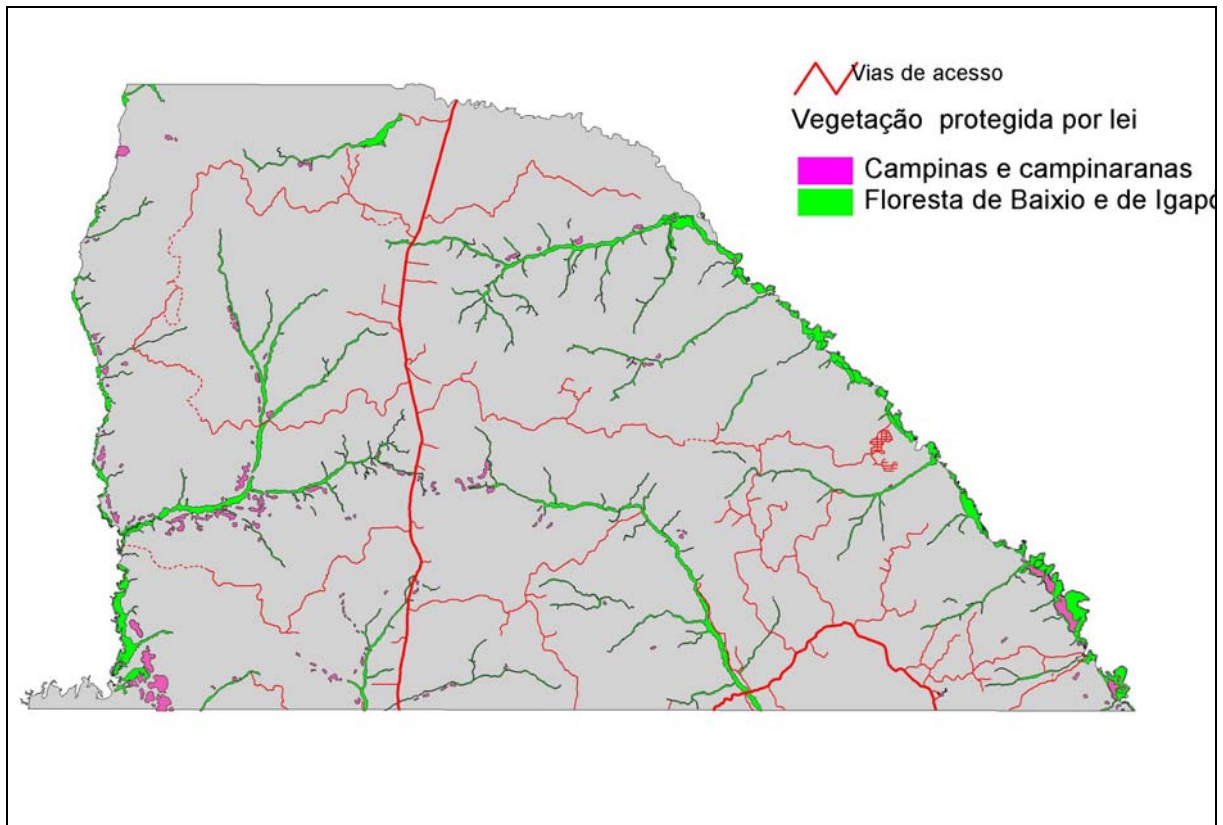 Vias de acesso
Vegetação protegida por lei
Campinas e campinaranas
Floresta de Baixio e de Igapó